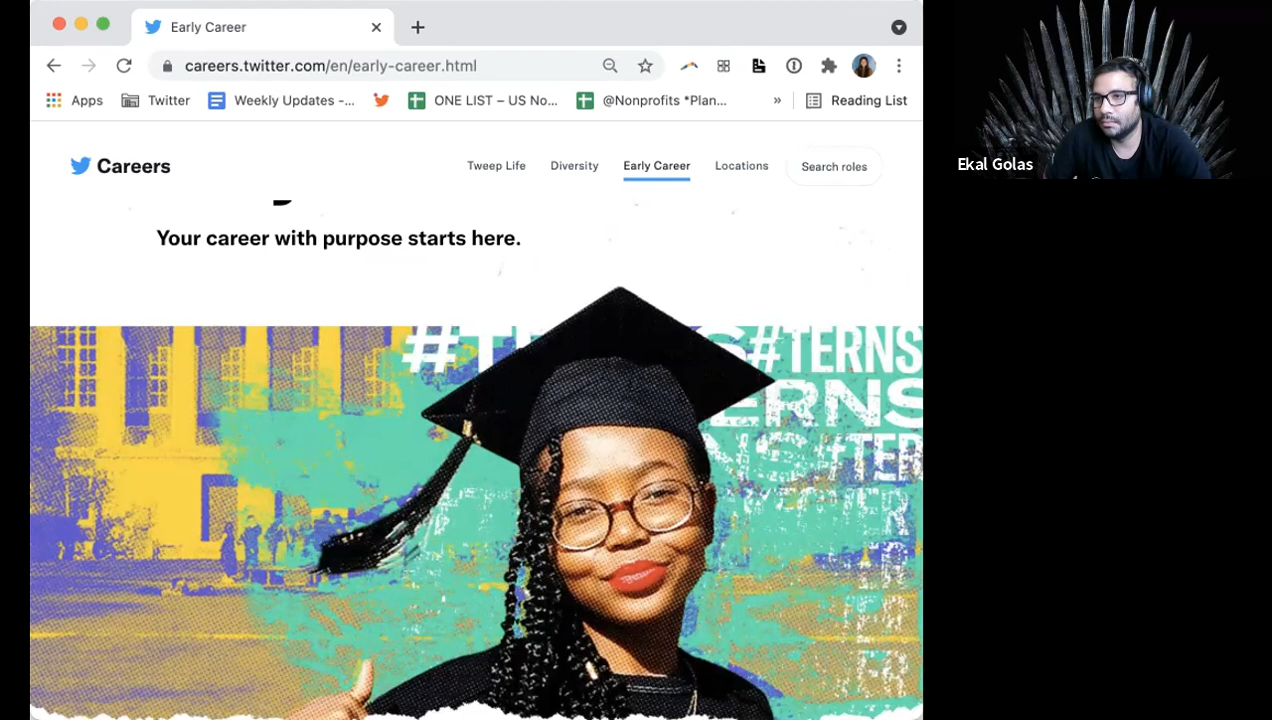 Early Career
careers.twitter.com/en/early-career.html
Apps
Twitter
Weekly Updates -...
ONE LIST – US No...
@Nonprofits *Plan...
»
Reading List
Careers
Tweep Life
Diversity
Early Career
Locations
Search roles
Your career with purpose starts here.
#TERNS
ERNS
#TER
Ekal Golas